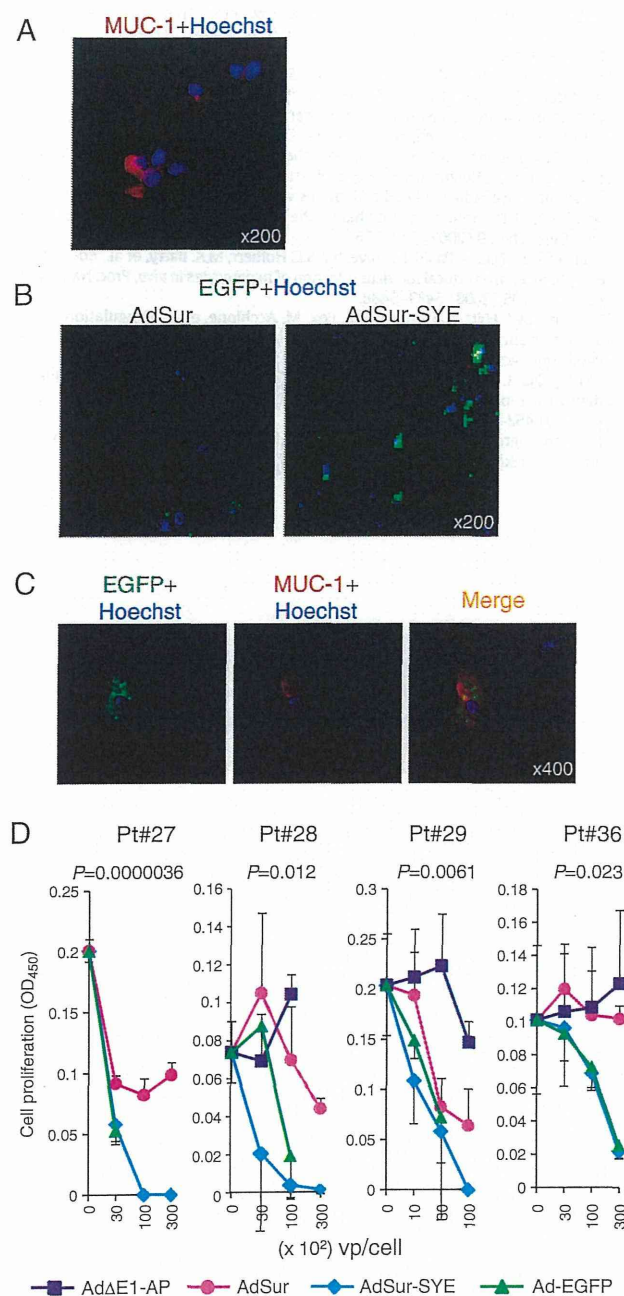 A
MUC-1+Hoechst
x200
B
EGFP+Hoechst
AdSur
AdSur-SYE
x200
C
EGFP+
Hoechst
MUC-1+
Hoechst
Merge
x400
D
Pt#27
Pt#28
Pt#29
Pt#36
P=0.0000036
P=0.012
P=0.0061
P=0.023
Cell proliferation (OD450)
0.25
0.2
0.15
0.1
0.05
0
0.16
0.14
0.12
0.1
0.08
0.06
0.04
0.02
0
0.3
0.25
0.2
0.15
0.1
0.05
0
0.2
0.18
0.16
0.14
0.12
0.1
0.08
0.06
0.04
0.02
0
0 30 100 300
0 30 100 300
0 10 100
0 30 100 300
(x 10²) vp/cell
AdΔE1-AP
AdSur
AdSur-SYE
Ad-EGFP